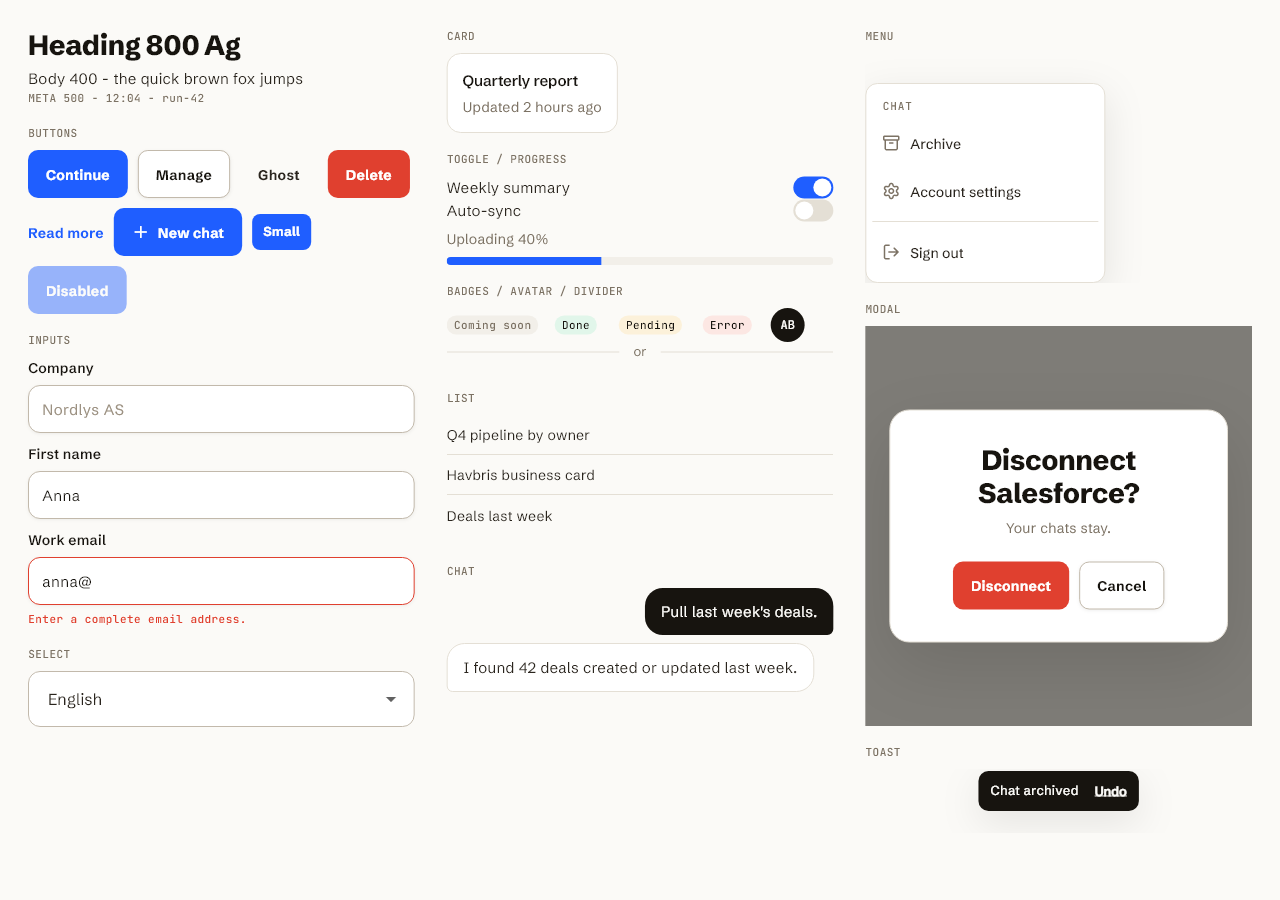 Heading 800 Ag
Body 400 - the quick brown fox jumps
META 500 - 12:04 - run-42
BUTTONS
Continue
Manage
Ghost
Delete
Read more
New chat
Small
Disabled
INPUTS
Company
Nordlys AS
First name
Anna
Work email
anna@
Enter a complete email address.
SELECT
English
CARD
Quarterly report
Updated 2 hours ago
TOGGLE / PROGRESS
Weekly summary
Auto-sync
Uploading 40%
BADGES / AVATAR / DIVIDER
Coming soon
Done
Pending
Error
AB
or
LIST
Q4 pipeline by owner
Havbris business card
Deals last week
CHAT
Pull last week's deals.
I found 42 deals created or updated last week.
MENU
CHAT
Archive
Account settings
Sign out
MODAL
Disconnect
Salesforce?
Your chats stay.
Disconnect
Cancel
TOAST
Chat archived
Undo